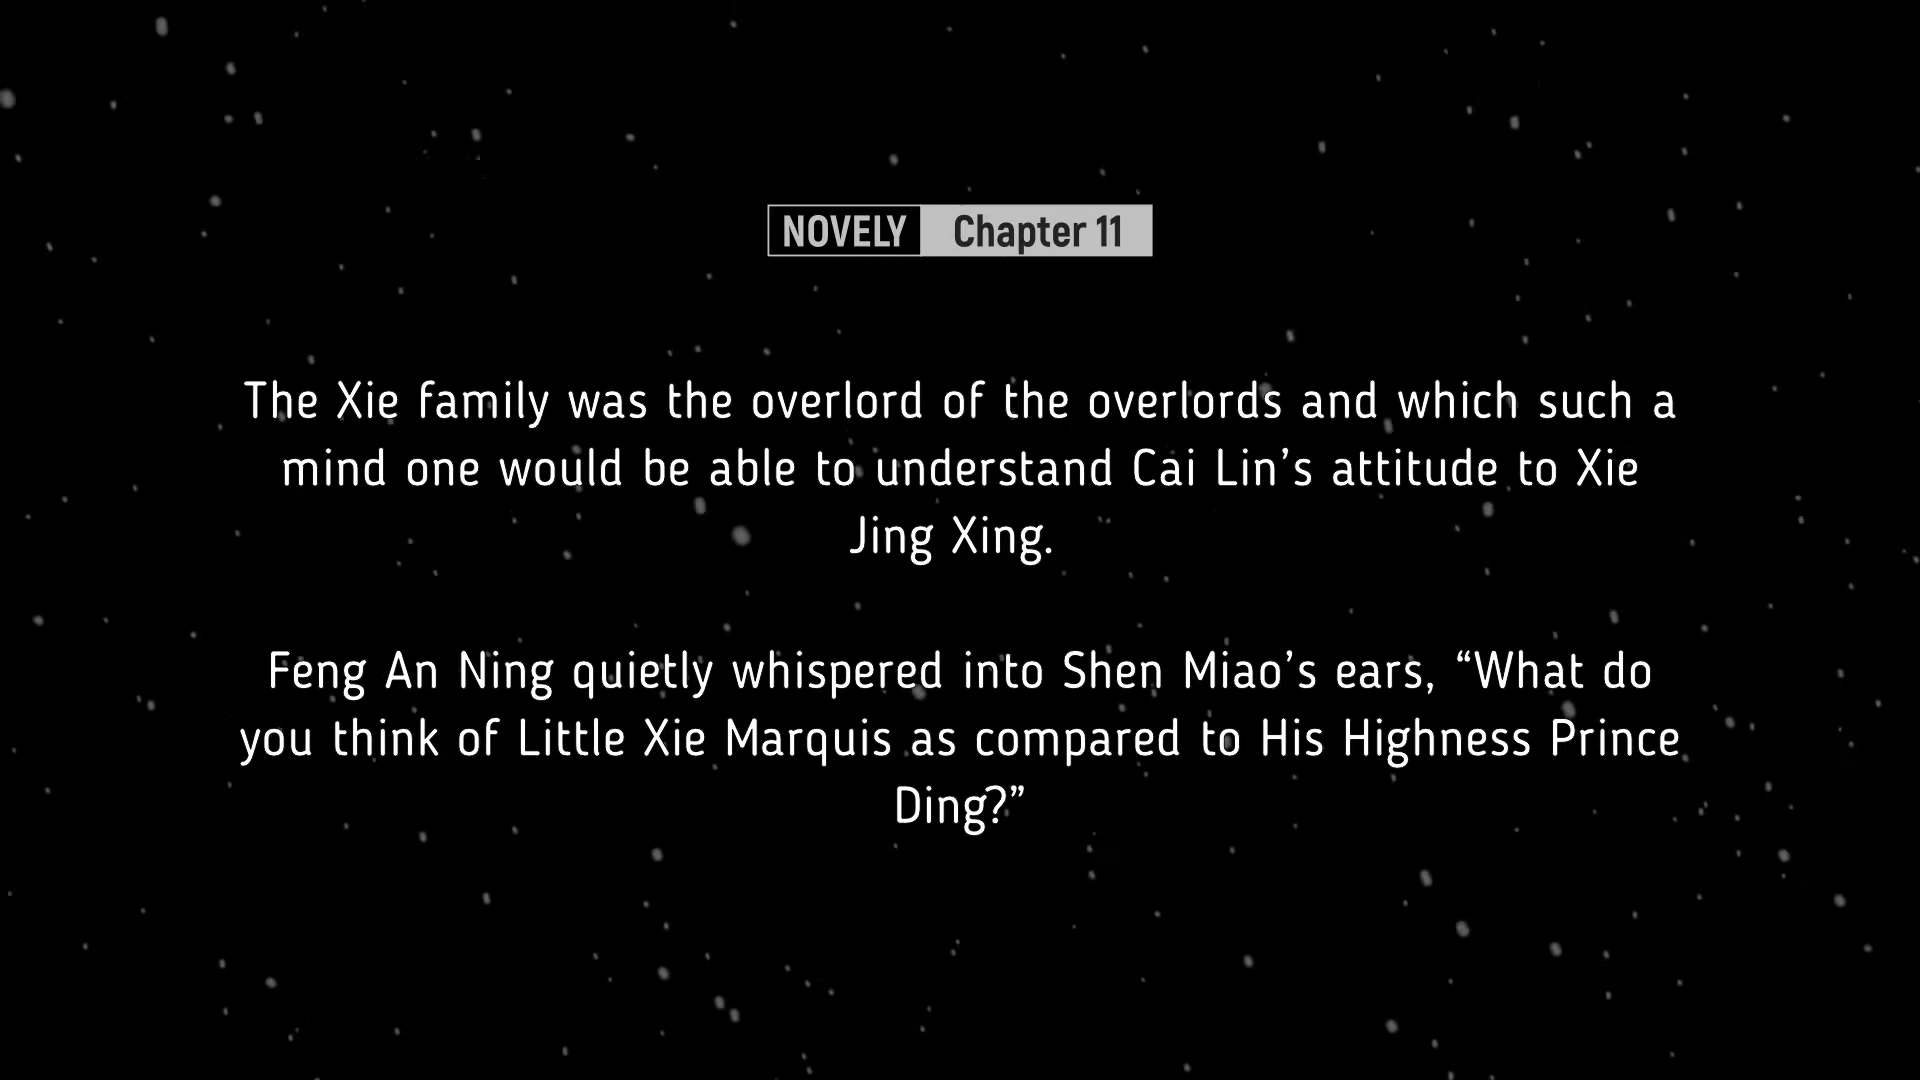 NOVELY Chapter 11
The Xie family was the overlord of the overlords and which such a
mind one would be able to understand Cai Lin’s attitude to Xie
Jing Xing.
Feng An Ning quietly whispered into Shen Miao’s ears, “What do
you think of Little Xie Marquis as compared to His Highness Prince
Ding?”